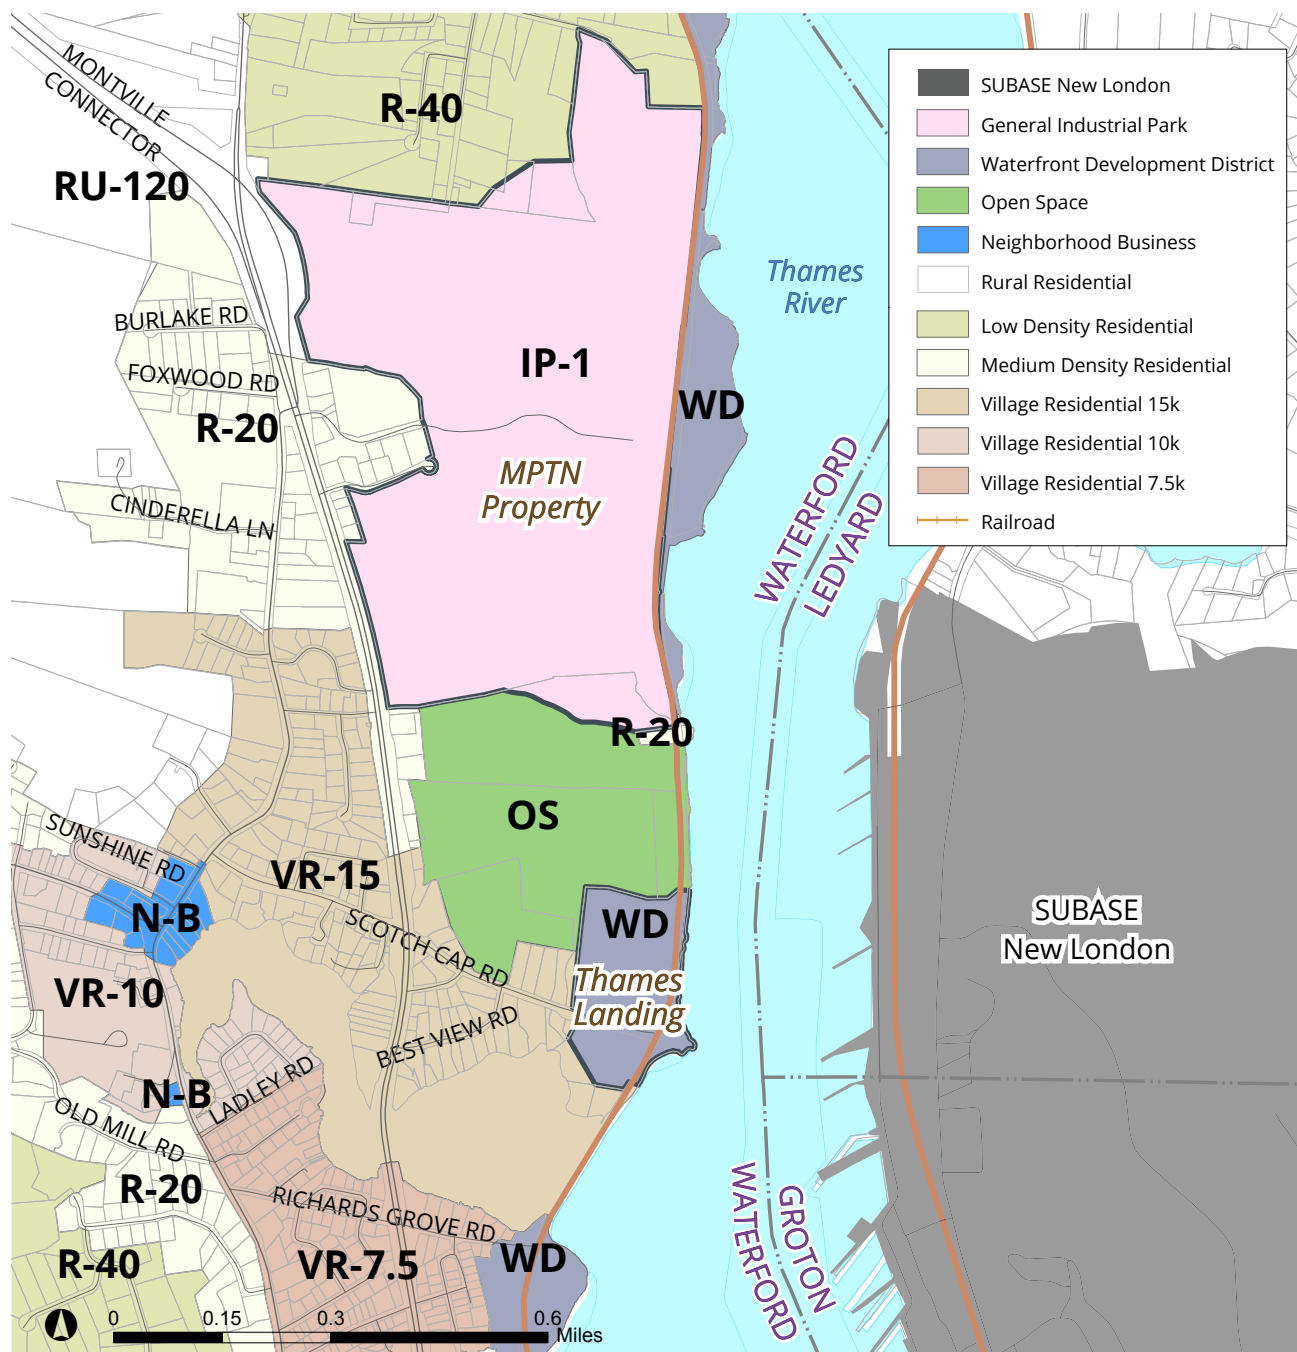 MONTVILLE
CONNECTOR
R-40
RU-120
SUBASE New London
General Industrial Park
Waterfront Development District
Open Space
Neighborhood Business
Rural Residential
Low Density Residential
Medium Density Residential
Village Residential 15k
Village Residential 10k
Village Residential 7.5k
Railroad
Thames
River
BURLAKE RD
FOXWOOD RD
IP-1
WD
R-20
MPTN
Property
CINDERELLA LN
WATERFORD
LEDYARD
R-20
OS
SUNSHINE RD
VR-15
N-B
SCOTCH CAP RD
WD
SUBASE
New London
Thames
Landing
VR-10
BEST VIEW RD
N-B
LADLEY RD
OLD MILL RD
R-20
RICHARDS GROVE RD
WATERFORD
GROTON
R-40
VR-7.5
WD
0
0.15
0.3
0.6
Miles